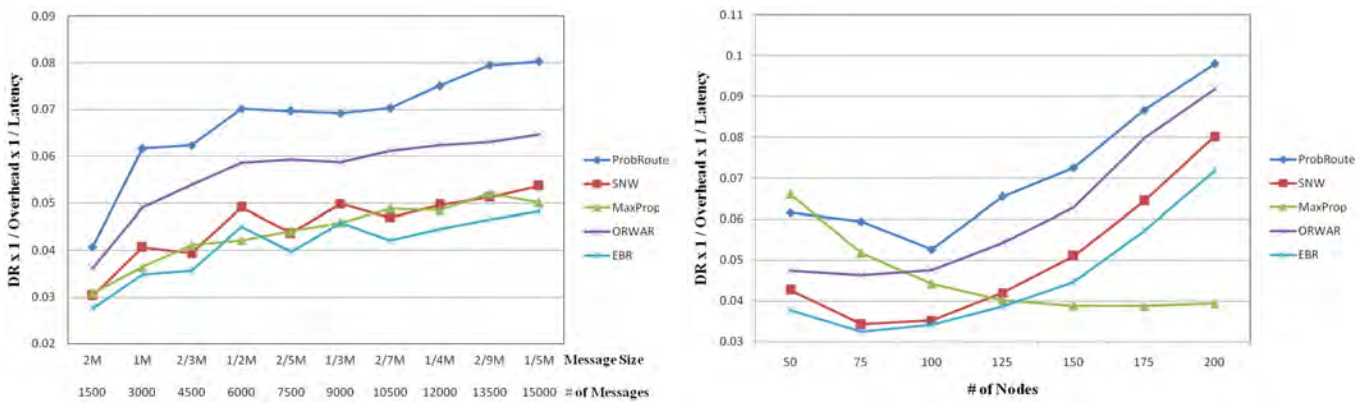 DR x 1 / Overhead x 1 / Latency
0.09
0.08
0.07
0.06
0.05
0.04
0.03
0.02
2M 1M 2/3M 1/2M 2/5M 1/3M 2/7M 1/4M 2/9M 1/5M Message Size
1500 3000 4500 6000 7500 9000 10500 12000 13500 15000 # of Messages
ProbRoute
SNW
MaxProp
ORWAR
EBR
DR x 1 / Overhead x 1 / Latency
0.1
0.09
0.08
0.07
0.06
0.05
0.04
0.03
50 75 100 125 150 175 200
# of Nodes
ProbRoute
SNW
MaxProp
ORWAR
EBR